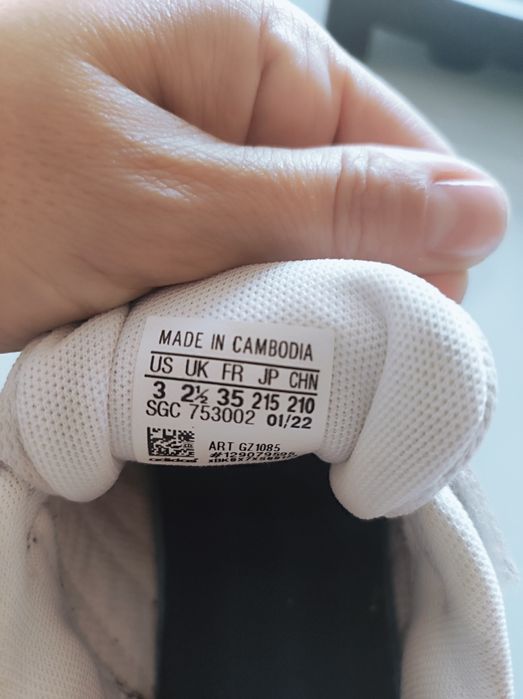 MADE IN CAMBODIA
US UK FR JP CHN
3 2½ 35 215 210
SGC 753002 01/22
ART GZ1085
adidas